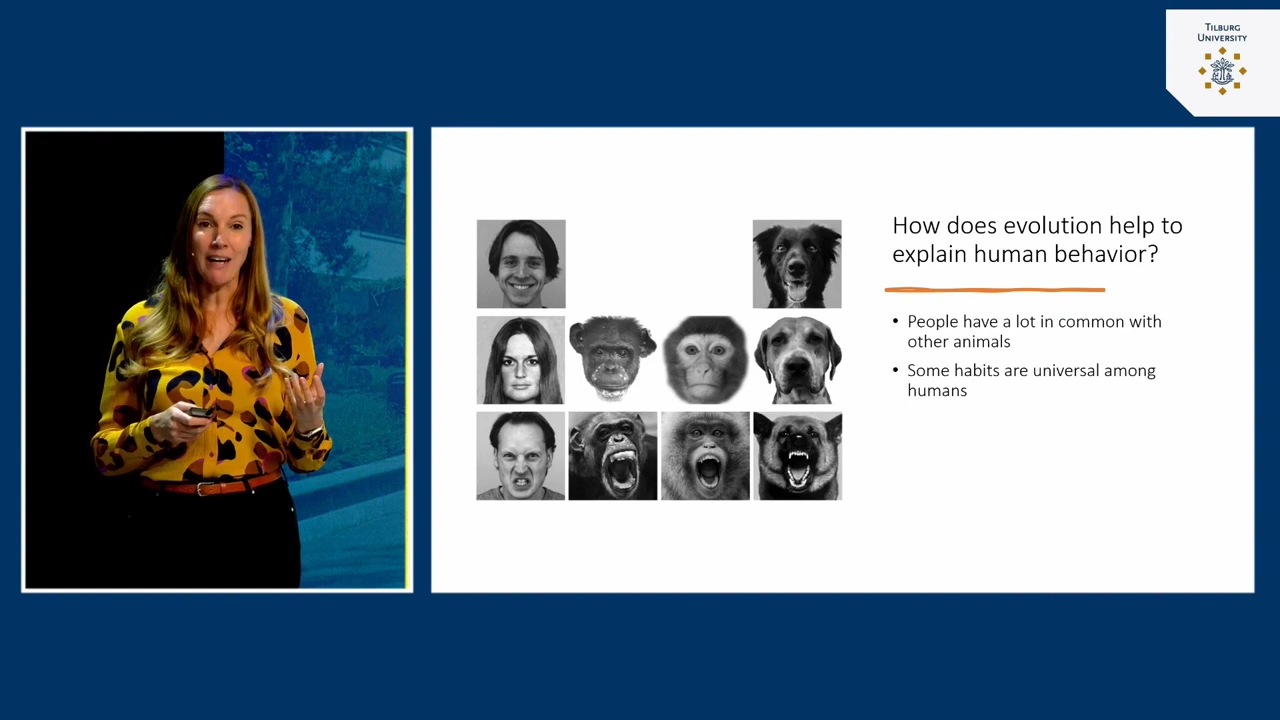 TILBURG
UNIVERSITY
How does evolution help to
explain human behavior?
• People have a lot in common with
other animals
• Some habits are universal among
humans